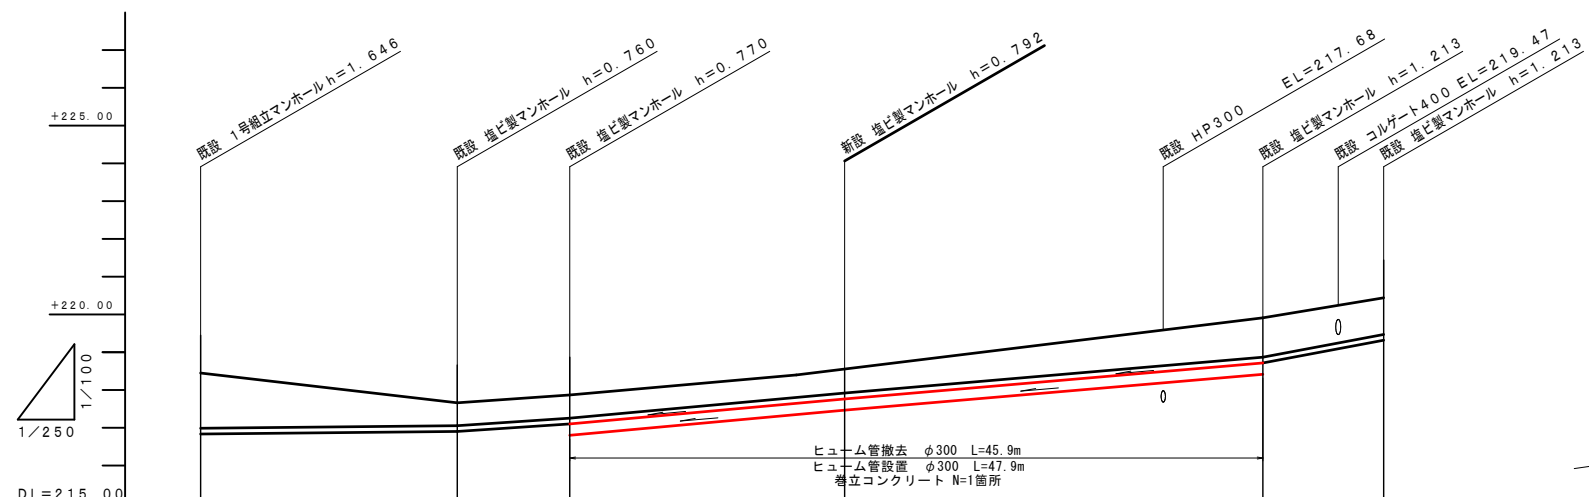 既設 1号組立マンホールh=1.646
既設 塩ビ製マンホール h=0.760
既設 塩ビ製マンホール h=0.770
新設 塩ビ製マンホール h=0.792
既設 HP300 EL=217.68
既設 塩ビ製マンホール h=1.213
既設 コルゲート400 EL=219.47
既設 塩ビ製マンホール h=1.213
+225.00
+220.00
1/100
1/250
ヒューム管撤去 φ300 L=45.9m
ヒューム管設置 φ300 L=47.9m
巻立コンクリート N=1箇所
DL=215.00